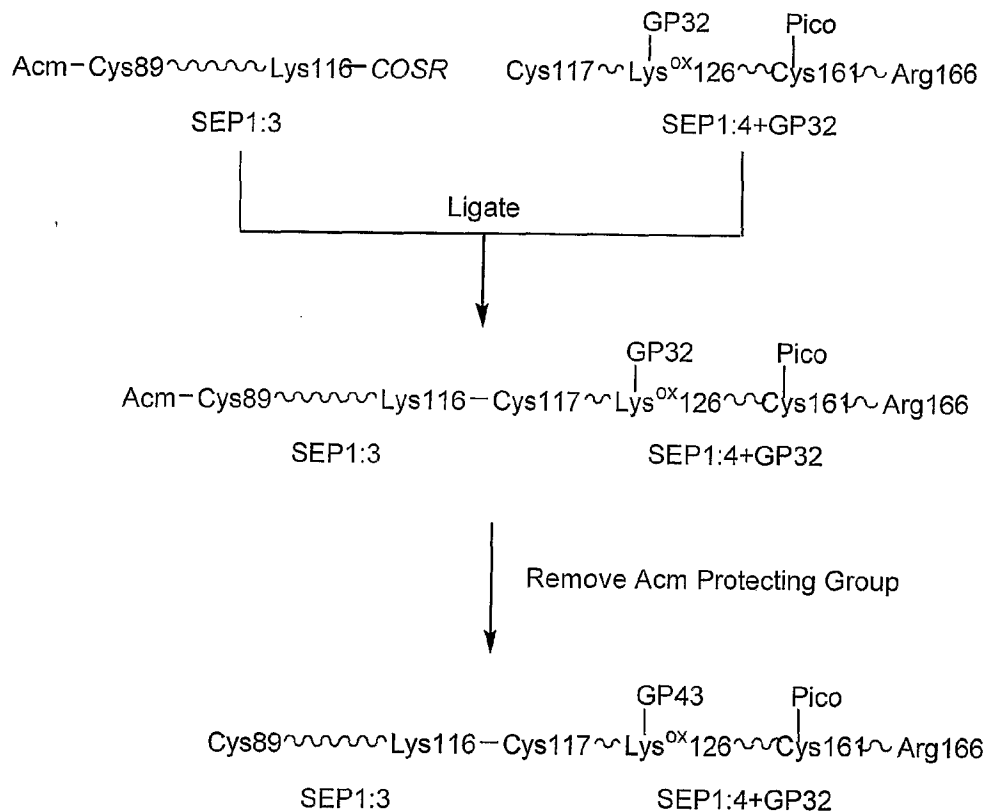 GP32 Pico
Acm–Cys89 Lys116–COSR Cys117~Lys^ox126~Cys161~Arg166
SEP1:3 SEP1:4+GP32
Ligate
GP32 Pico
Acm–Cys89 Lys116–Cys117~Lys^ox126~Cys161~Arg166
SEP1:3 SEP1:4+GP32
Remove Acm Protecting Group
GP43 Pico
Cys89 Lys116–Cys117~Lys^ox126~Cys161~Arg166
SEP1:3 SEP1:4+GP32